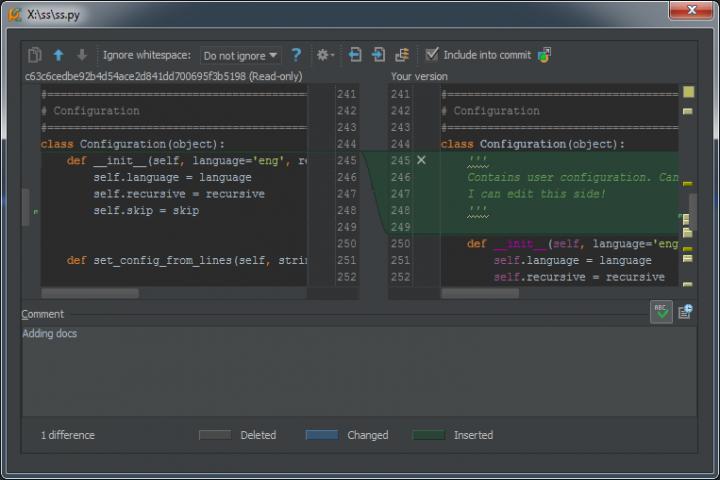 X:\ss\ss.py
Ignore whitespace: Do not ignore ? Include into commit
c63c6cedbe92b4d54ace2d841dd700695f3b5198 (Read-only) Your version
#======================================= 241 241 #===========================
# Configuration 242 242 # Configuration
#======================================= 243 243 #===========================
class Configuration(object): 244 244 class Configuration(object):
def __init__(self, language='eng', re 245 245 '''
self.language = language 246 246 Contains user configuration. Can
self.recursive = recursive 247 247 I can edit this side!
self.skip = skip 248 248 '''
249 249
250 250 def __init__(self, language='eng
def set_config_from_lines(self, strin 251 251 self.language = language
252 252 self.recursive = recursive
Comment ABC
Adding docs
1 difference Deleted Changed Inserted